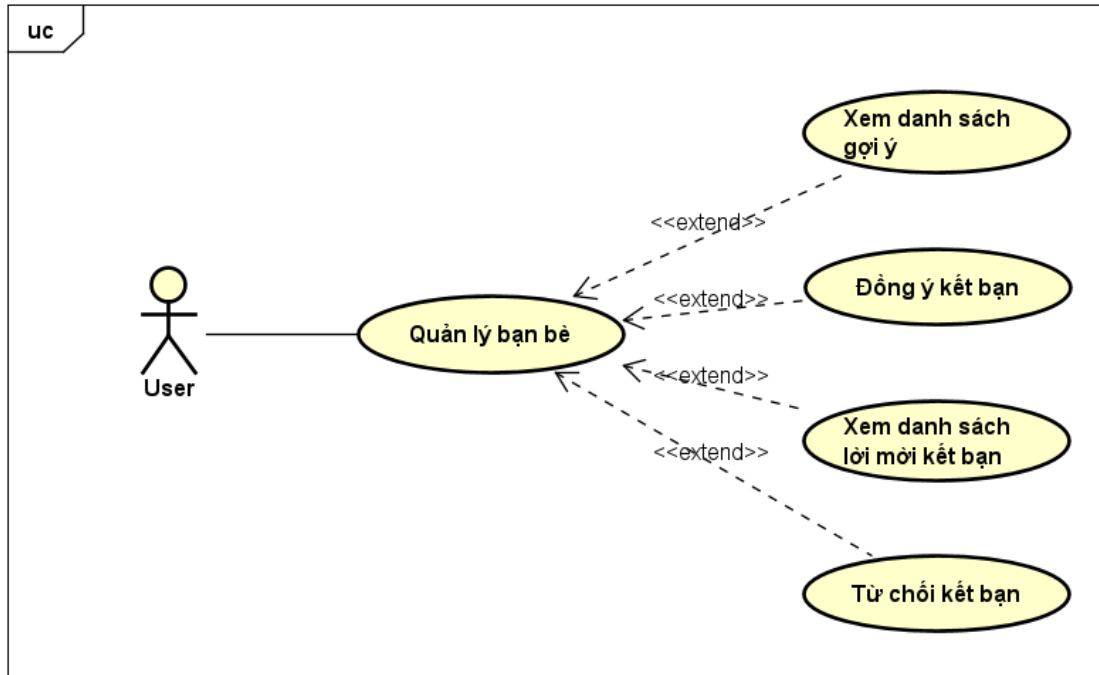 uc
Xem danh sách
gợi ý
<<extend>>
Đồng ý kết bạn
<<extend>>
Quản lý bạn bè
User
<<extend>>
Xem danh sách
lời mời kết bạn
<<extend>>
Từ chối kết bạn